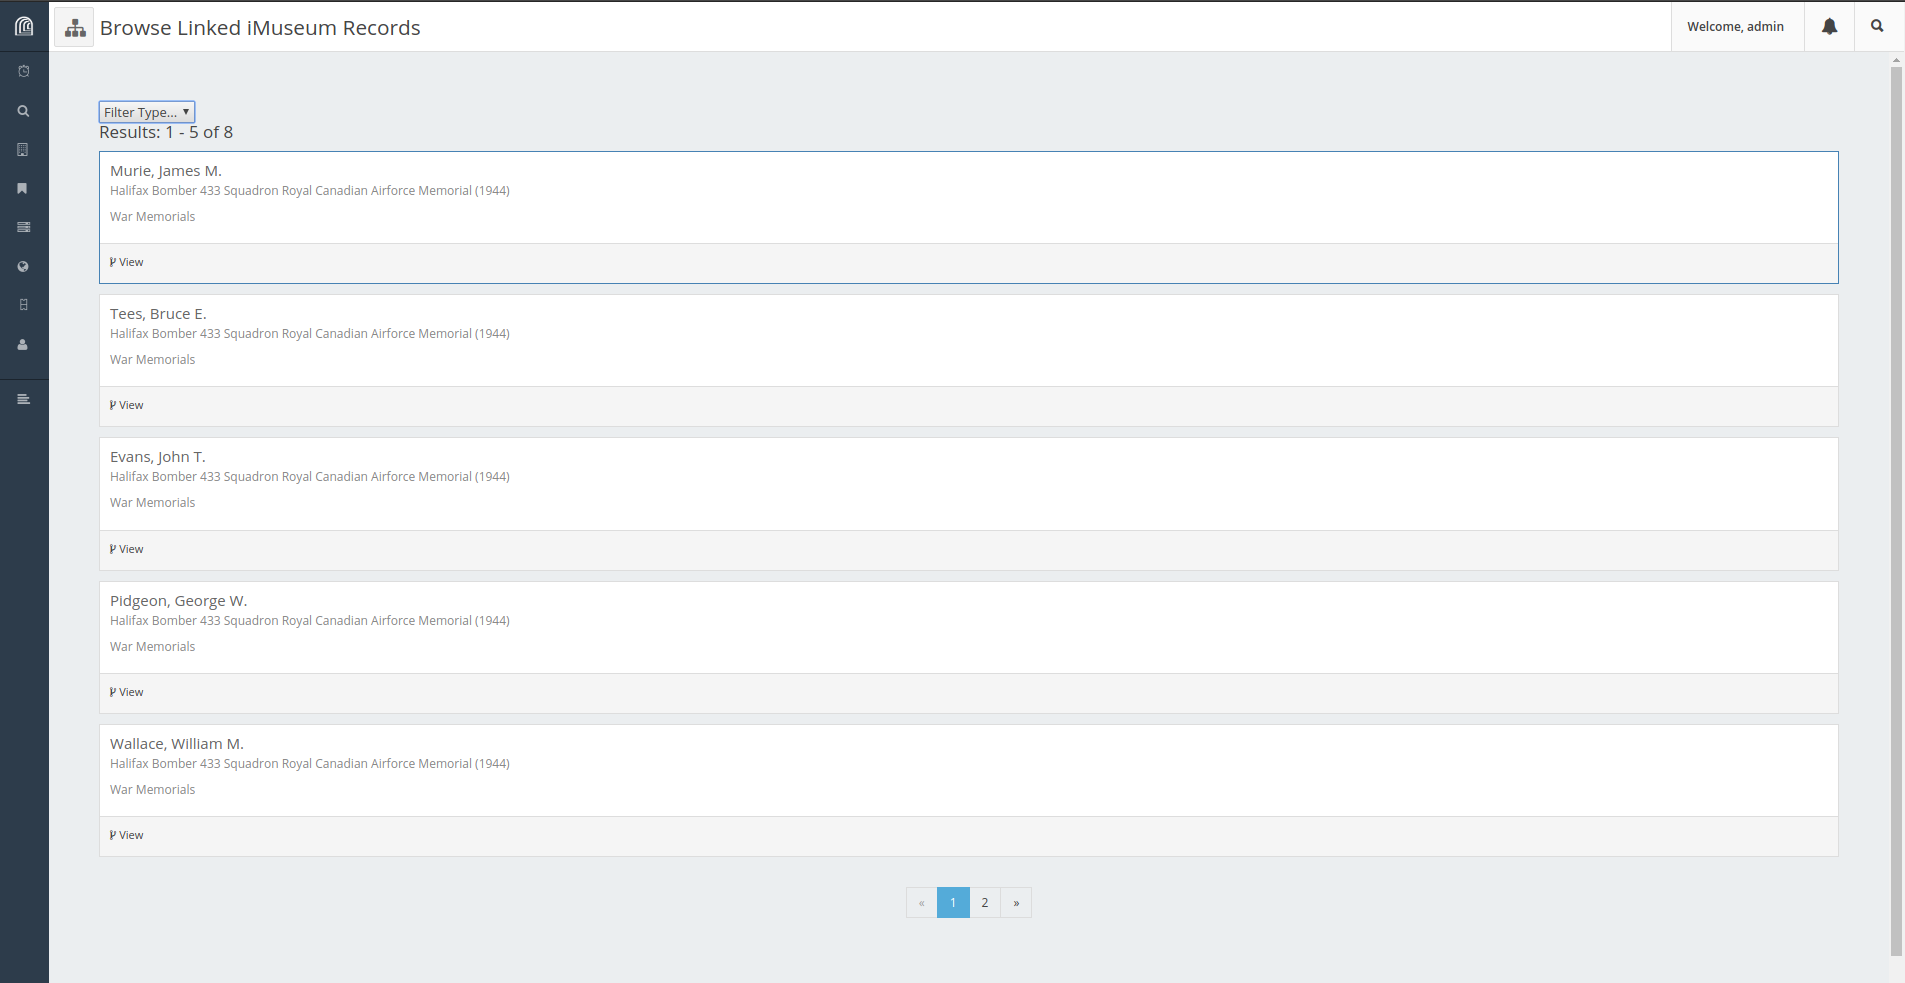 Browse Linked iMuseum Records
Welcome, admin
Filter Type...
Results: 1 - 5 of 8
Murie, James M.
Halifax Bomber 433 Squadron Royal Canadian Airforce Memorial (1944)
War Memorials
View
Tees, Bruce E.
Halifax Bomber 433 Squadron Royal Canadian Airforce Memorial (1944)
War Memorials
View
Evans, John T.
Halifax Bomber 433 Squadron Royal Canadian Airforce Memorial (1944)
War Memorials
View
Pidgeon, George W.
Halifax Bomber 433 Squadron Royal Canadian Airforce Memorial (1944)
War Memorials
View
Wallace, William M.
Halifax Bomber 433 Squadron Royal Canadian Airforce Memorial (1944)
War Memorials
View
« 1 2 »